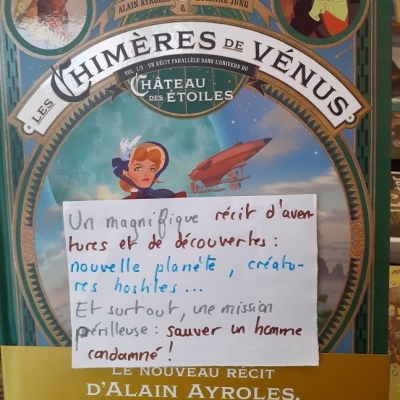 ALAIN AYROLES & JUNG
LES CHIMÈRES DE VÉNUS
VOL. 1/3 - UN RÉCIT PARALLÈLE DANS L'UNIVERS DU
CHÂTEAU
DES ÉTOILES
Un magnifique récit d'aven-
tures et de découvertes :
nouvelle planète, créatu-
res hostiles ...
Et surtout, une mission
périlleuse : sauver un homme
condamné !
LE NOUVEAU RÉCIT
D'ALAIN AYROLES,